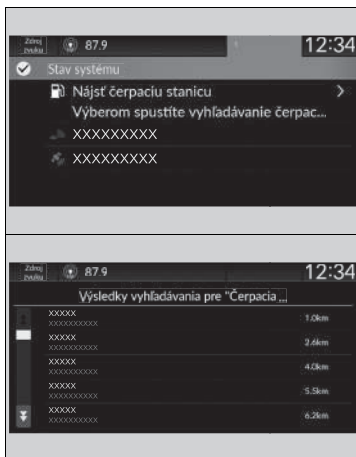 Zdroj zvuku
87.9
12:34
Stav systému
Nájsť čerpaciu stanicu
Výberom spustíte vyhľadávanie čerpac...
XXXXXXXXX
XXXXXXXXX
Zdroj zvuku
87.9
12:34
Výsledky vyhľadávania pre "Čerpacia ...
XXXXX
XXXXXXXXXX
1.0km
XXXXX
XXXXXXXXXX
2.6km
XXXXX
XXXXXXXXXX
4.0km
XXXXX
XXXXXXXXXX
5.5km
XXXXX
XXXXXXXXXX
6.2km